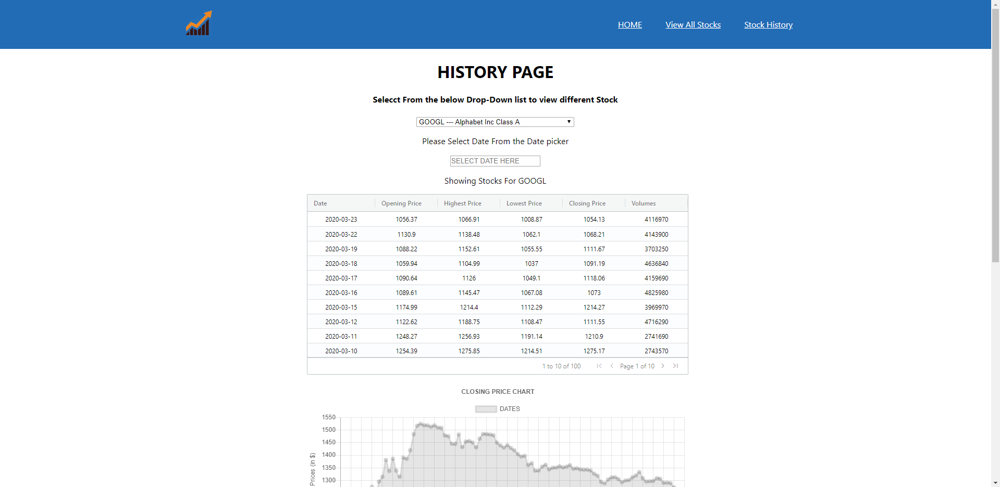 HOME View All Stocks Stock History
HISTORY PAGE
Selecct From the below Drop-Down list to view different Stock
GOOGL --- Alphabet Inc Class A
Please Select Date From the Date picker
SELECT DATE HERE
Showing Stocks For GOOGL
Date Opening Price Highest Price Lowest Price Closing Price Volumes
2020-03-23 1056.37 1066.91 1008.87 1054.13 4116970
2020-03-22 1130.9 1138.48 1062.1 1068.21 4143900
2020-03-19 1088.22 1152.61 1055.55 1111.67 3703250
2020-03-18 1059.94 1104.99 1037 1091.19 4636840
2020-03-17 1090.64 1126 1049.1 1118.06 4159690
2020-03-16 1089.61 1145.47 1067.08 1073 4825980
2020-03-15 1174.99 1214.4 1112.29 1214.27 3969970
2020-03-12 1122.62 1188.75 1108.47 1111.55 4716290
2020-03-11 1248.27 1256.93 1191.14 1210.9 2741690
2020-03-10 1254.39 1275.85 1214.51 1275.17 2743570
1 to 10 of 100 Page 1 of 10
CLOSING PRICE CHART
DATES
1550
1500
1450
1400
1350
1300
Prices (in $)